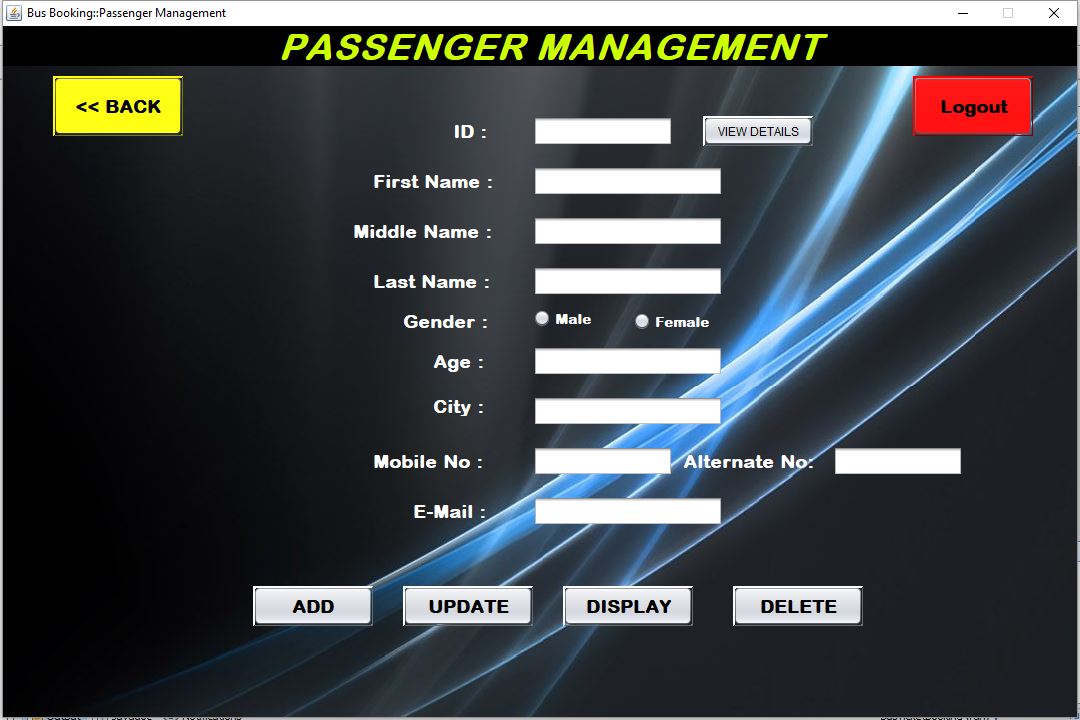 Bus Booking::Passenger Management
PASSENGER MANAGEMENT
<< BACK
Logout
ID :
VIEW DETAILS
First Name :
Middle Name :
Last Name :
Gender : Male Female
Age :
City :
Mobile No : Alternate No:
E-Mail :
ADD UPDATE DISPLAY DELETE